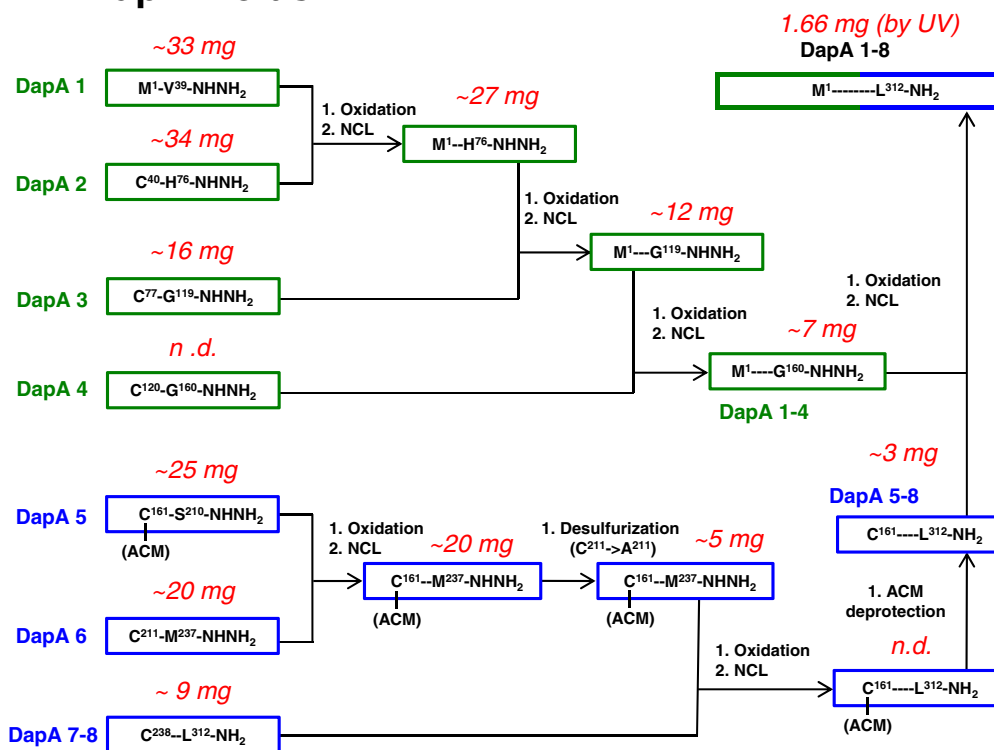 ~33 mg
1.66 mg (by UV)
DapA 1-8
DapA 1
M¹-V³⁹-NHNH₂
M¹--------L³¹²-NH₂
1. Oxidation
2. NCL
~27 mg
~34 mg
M¹--H⁷⁶-NHNH₂
DapA 2
C⁴⁰-H⁷⁶-NHNH₂
1. Oxidation
2. NCL
~12 mg
~16 mg
M¹---G¹¹⁹-NHNH₂
DapA 3
C⁷⁷-G¹¹⁹-NHNH₂
1. Oxidation
2. NCL
1. Oxidation
2. NCL
~7 mg
n .d.
DapA 4
C¹²⁰-G¹⁶⁰-NHNH₂
M¹----G¹⁶⁰-NHNH₂
DapA 1-4
~3 mg
~25 mg
DapA 5-8
DapA 5
C¹⁶¹-S²¹⁰-NHNH₂
(ACM)
1. Oxidation
2. NCL
~20 mg
1. Desulfurization
(C²¹¹->A²¹¹)
~5 mg
C¹⁶¹----L³¹²-NH₂
C¹⁶¹--M²³⁷-NHNH₂
(ACM)
C¹⁶¹--M²³⁷-NHNH₂
(ACM)
1. ACM
deprotection
~20 mg
DapA 6
C²¹¹-M²³⁷-NHNH₂
1. Oxidation
2. NCL
n.d.
C¹⁶¹----L³¹²-NH₂
(ACM)
~ 9 mg
DapA 7-8
C²³⁸--L³¹²-NH₂